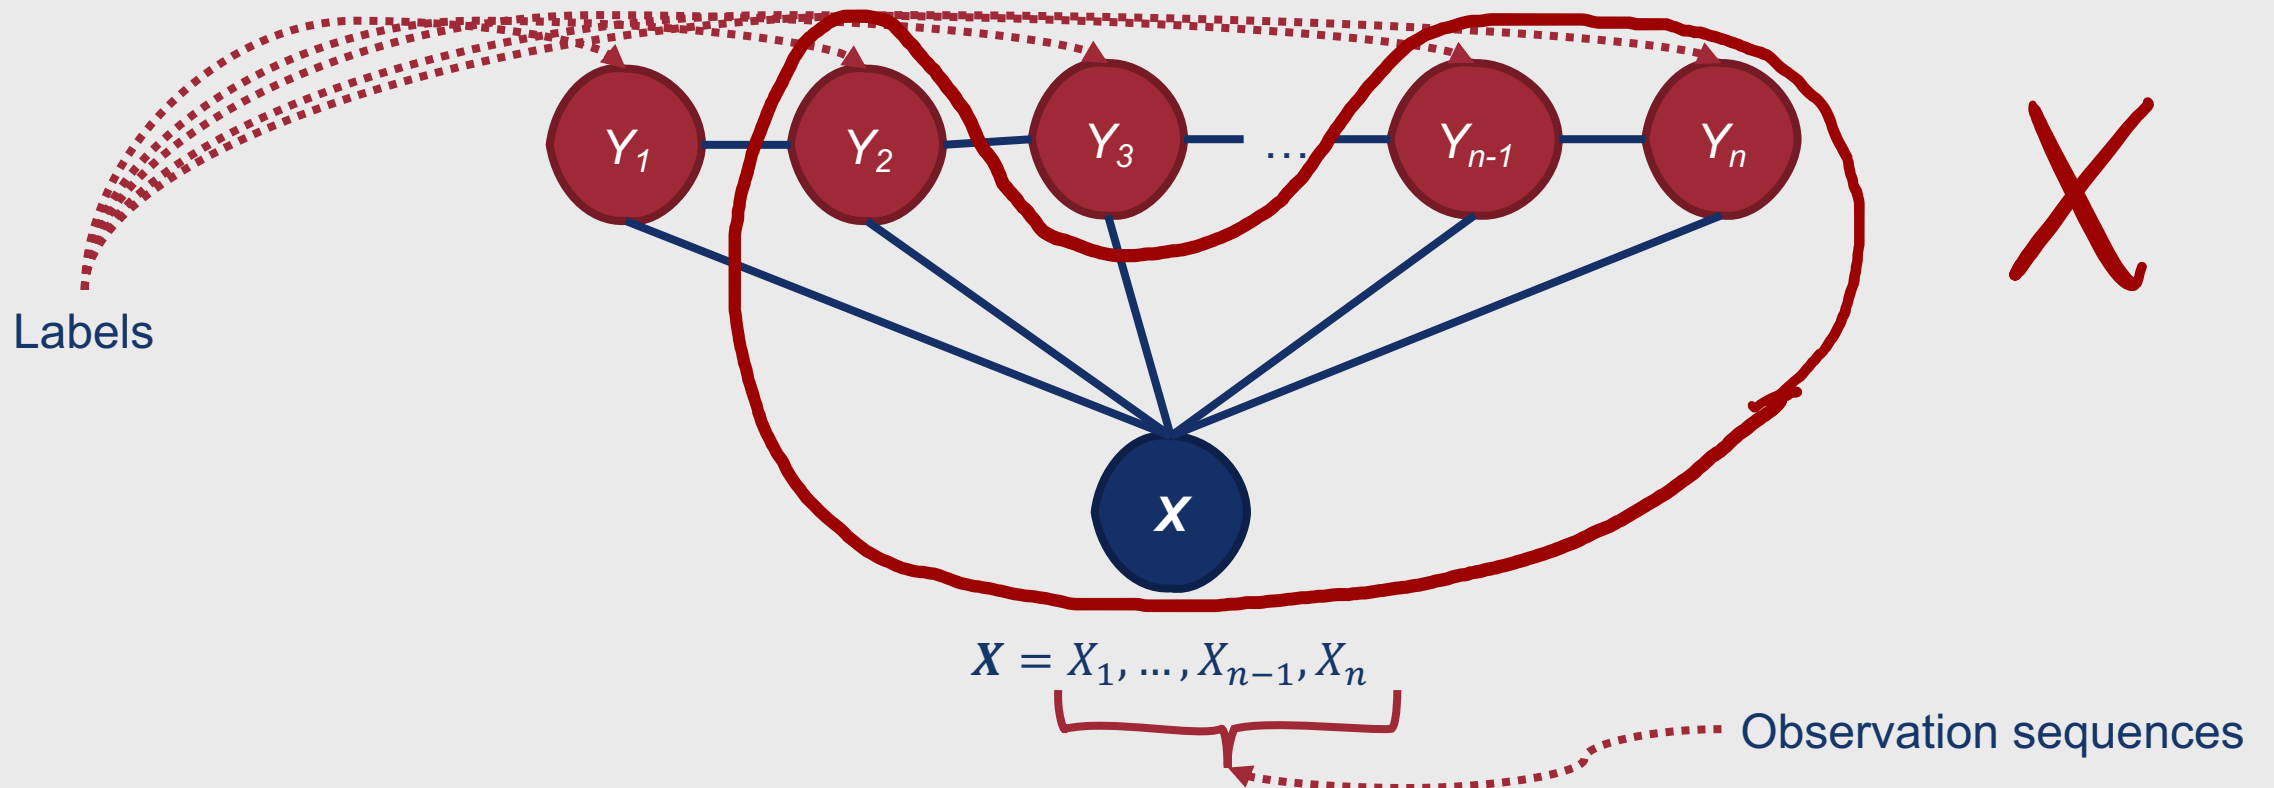 Y₁ Y₂ Y₃ ... Yₙ₋₁ Yₙ
X
Labels
X
X = X₁, … , Xₙ₋₁, Xₙ
Observation sequences